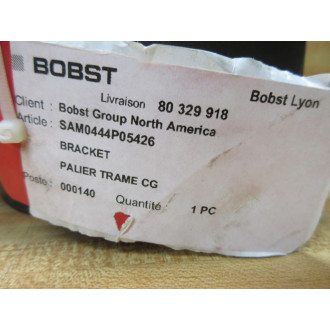 BOBST
Livraison 80 329 918 Bobst Lyon
Client : Bobst Group North America
Article : SAM0444P05426
BRACKET
PALIER TRAME CG
Poste : 000140 Quantité 1 PC